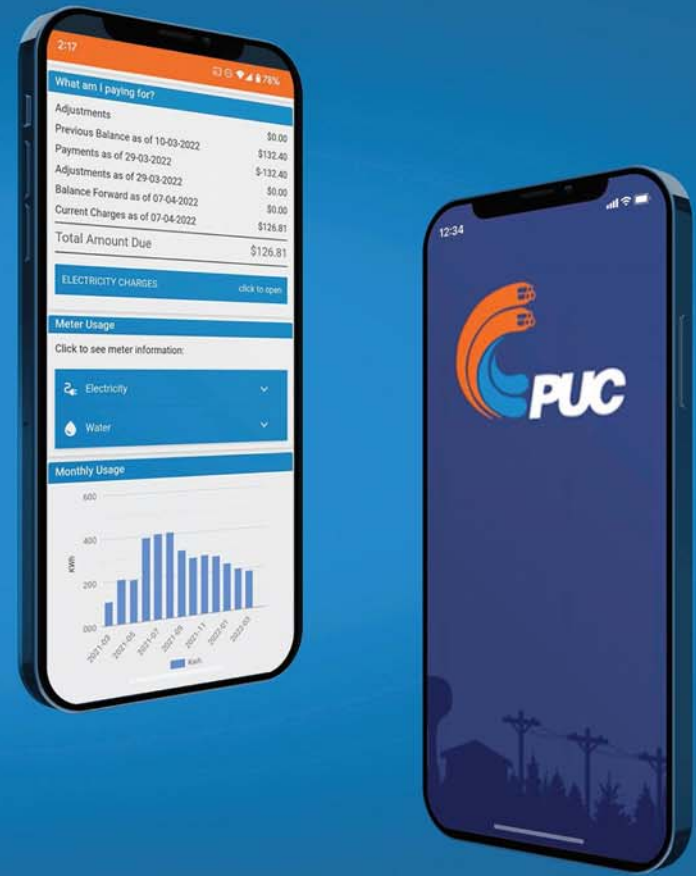 2:17
78%
What am I paying for?
Adjustments $0.00
Previous Balance as of 10-03-2022 $132.40
Payments as of 29-03-2022 $-132.40
Adjustments as of 29-03-2022 $0.00
Balance Forward as of 07-04-2022 $0.00
Current Charges as of 07-04-2022 $126.81
Total Amount Due $126.81
ELECTRICITY CHARGES click to open
Meter Usage
Click to see meter information:
Electricity
Water
Monthly Usage
600
400
200
000
KWh
2021-03
2021-05
2021-07
2021-09
2021-11
2022-01
2022-03
Kwh
12:34
PUC